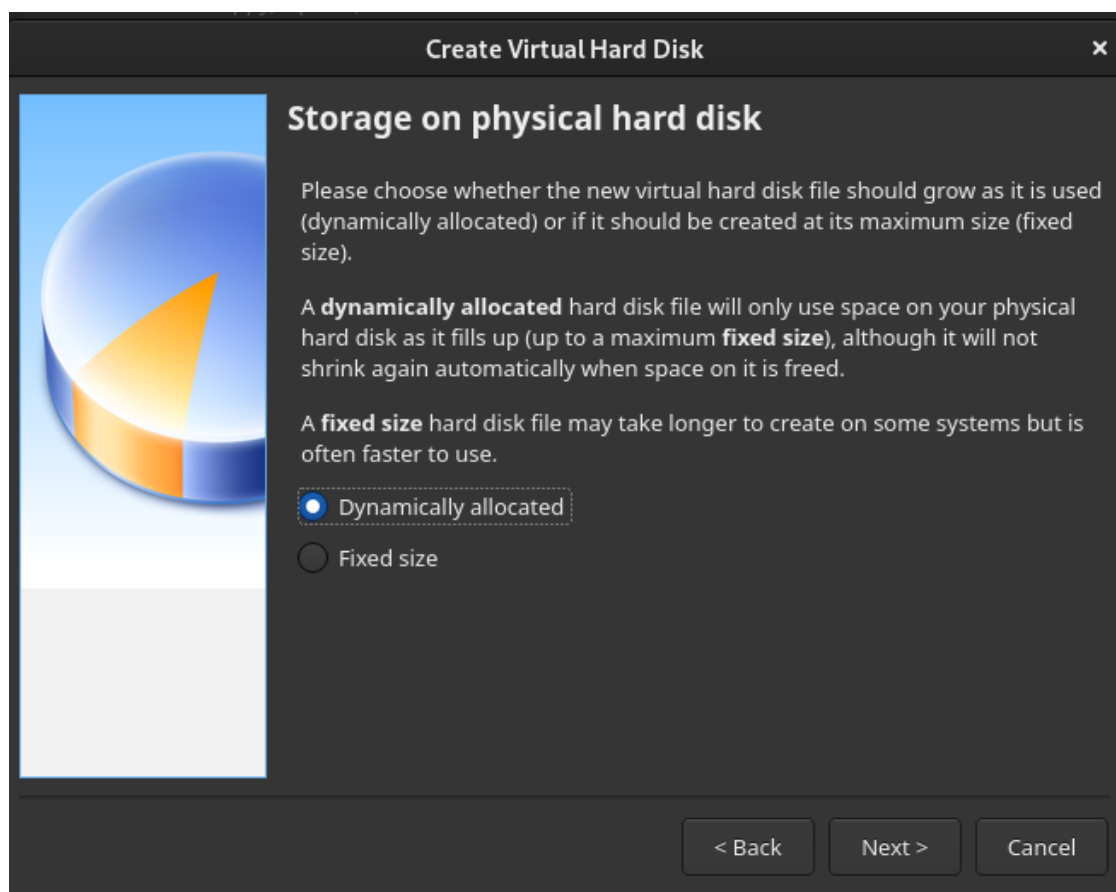 Create Virtual Hard Disk ×
Storage on physical hard disk
Please choose whether the new virtual hard disk file should grow as it is used
(dynamically allocated) or if it should be created at its maximum size (fixed
size).
A dynamically allocated hard disk file will only use space on your physical
hard disk as it fills up (up to a maximum fixed size), although it will not
shrink again automatically when space on it is freed.
A fixed size hard disk file may take longer to create on some systems but is
often faster to use.
Dynamically allocated
Fixed size
< Back Next > Cancel